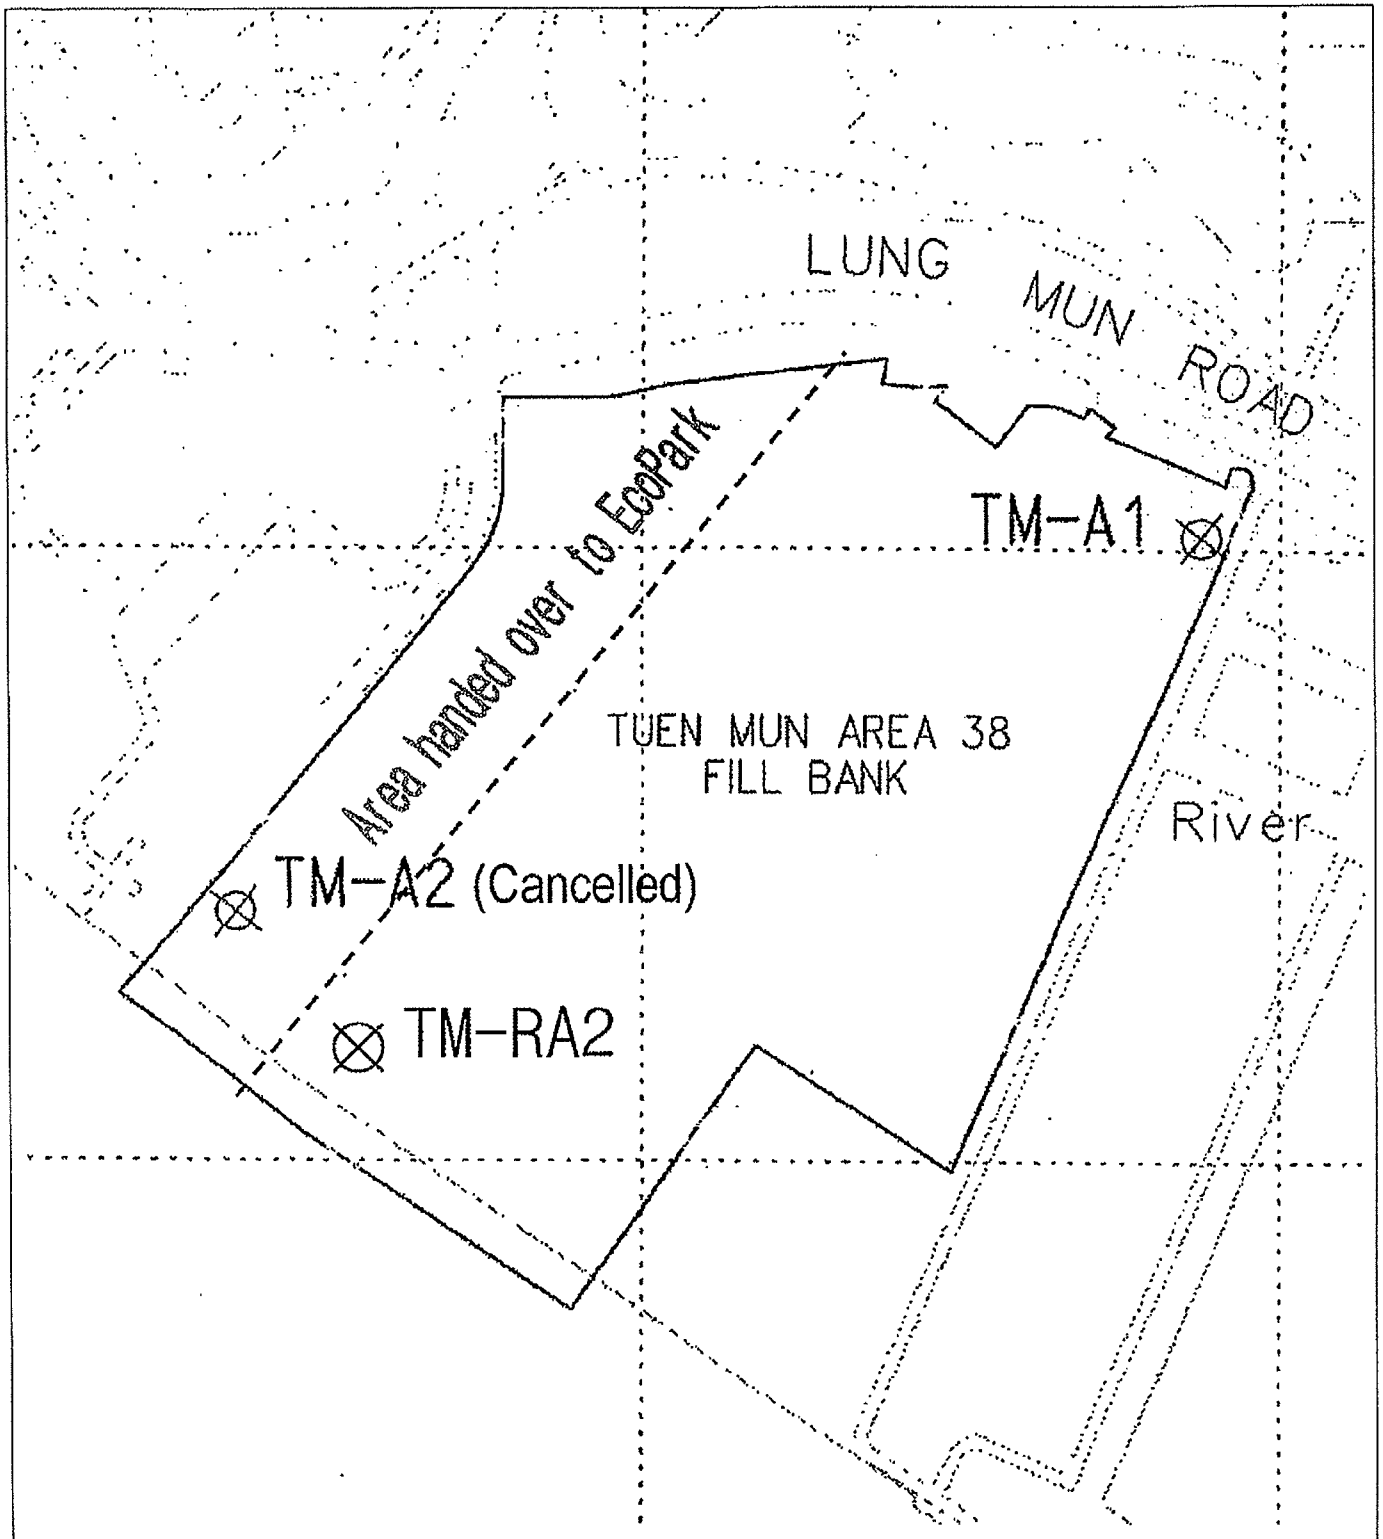 LUNG
MUN
ROAD
Area handed over to EcoPark
TM-A1
TUEN MUN AREA 38
FILL BANK
River
TM-A2 (Cancelled)
TM-RA2